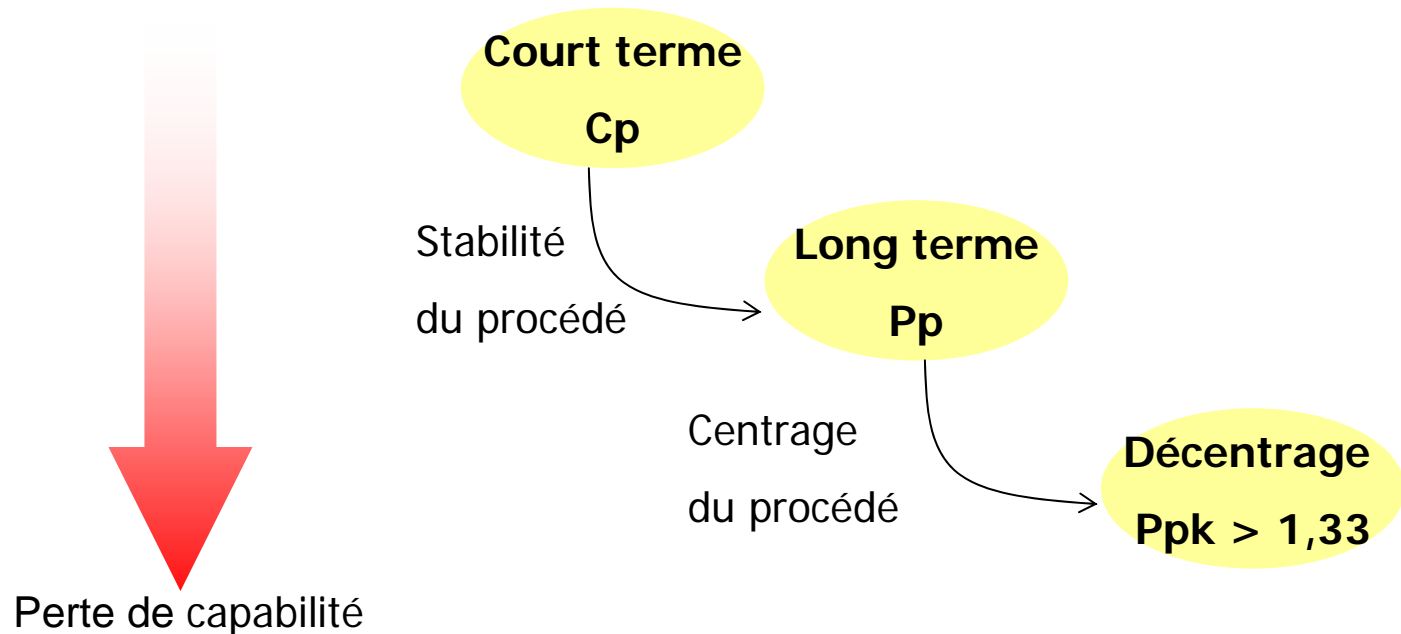 Court terme
Cp
Stabilité
du procédé
Long terme
Pp
Centrage
du procédé
Décentrage
Ppk > 1,33
Perte de capabilité